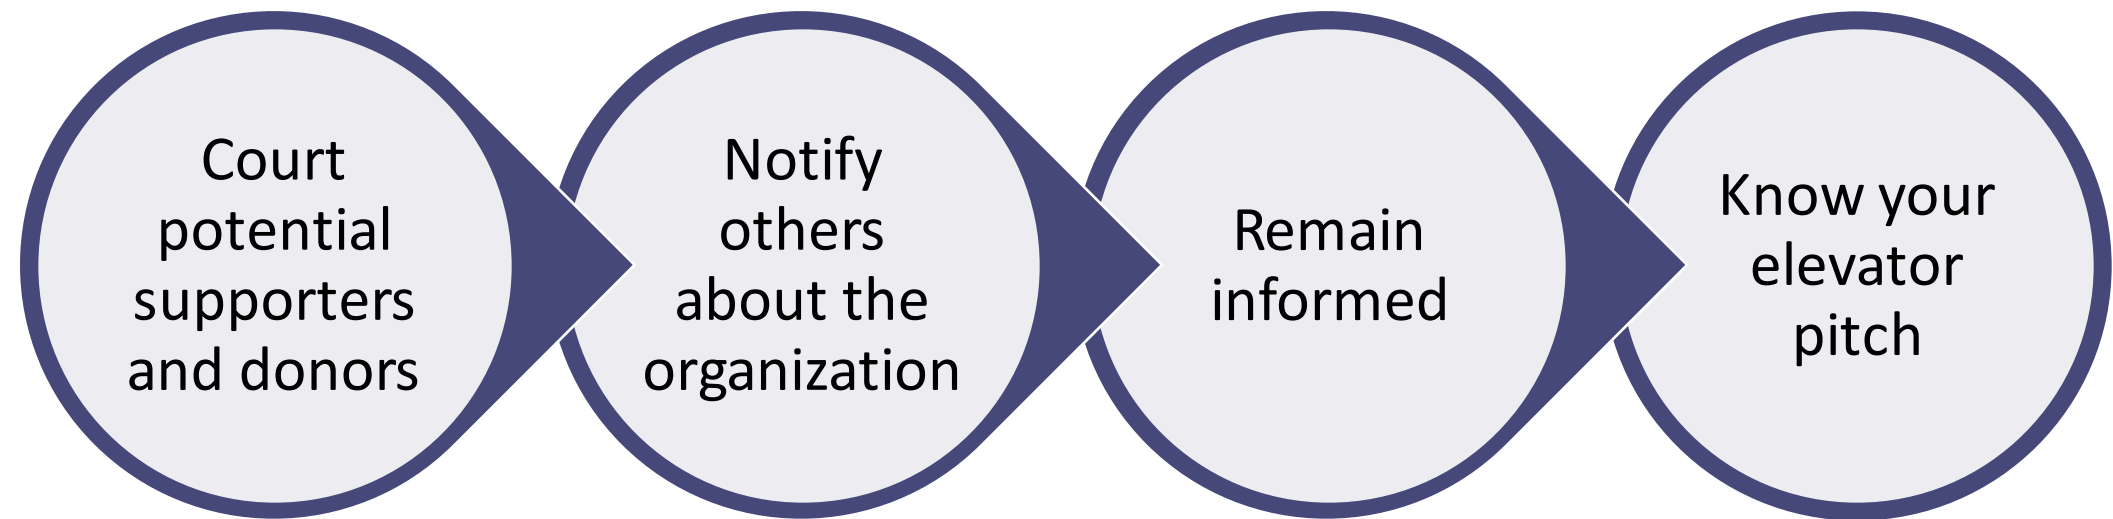 Court
potential
supporters
and donors
Notify
others
about the
organization
Remain
informed
Know your
elevator
pitch